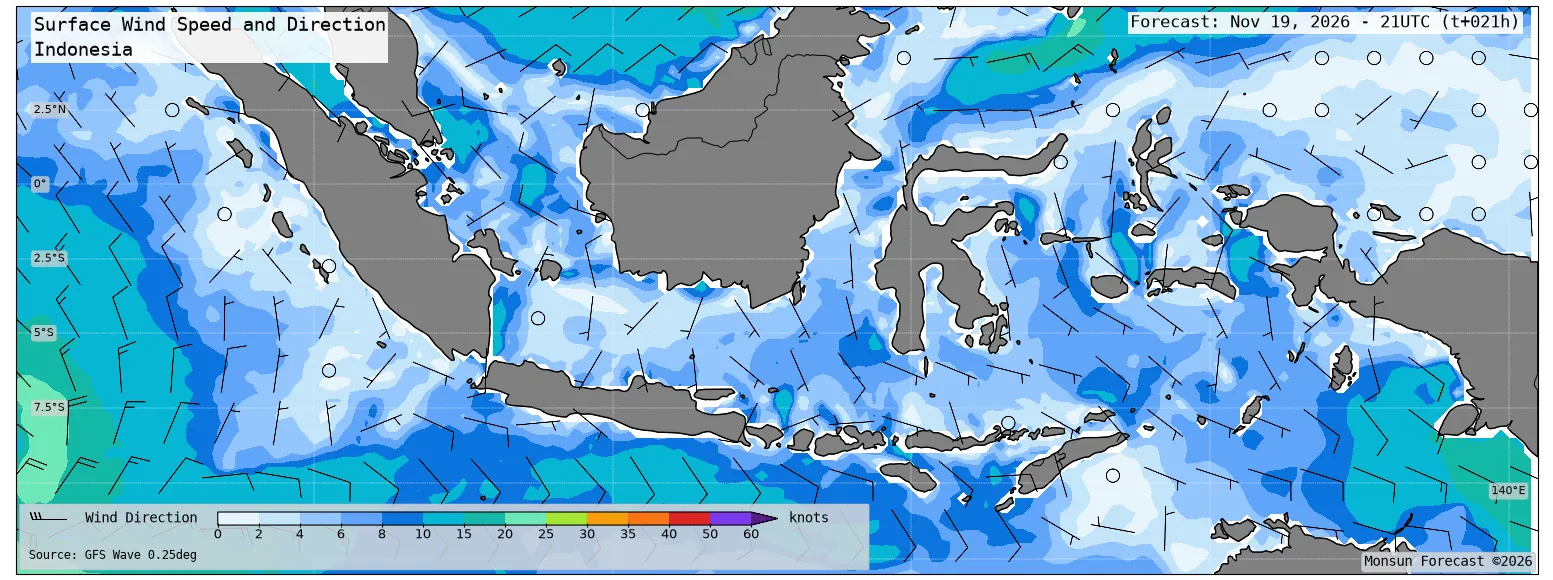 Surface Wind Speed and Direction
Indonesia
Forecast: Nov 19, 2026 - 21UTC (t+021h)
2.5°N
0°
2.5°S
5°S
7.5°S
140°E
Wind Direction
0 2 4 6 8 10 15 20 25 30 35 40 50 60
knots
Source: GFS Wave 0.25deg
Monsun Forecast ©2026